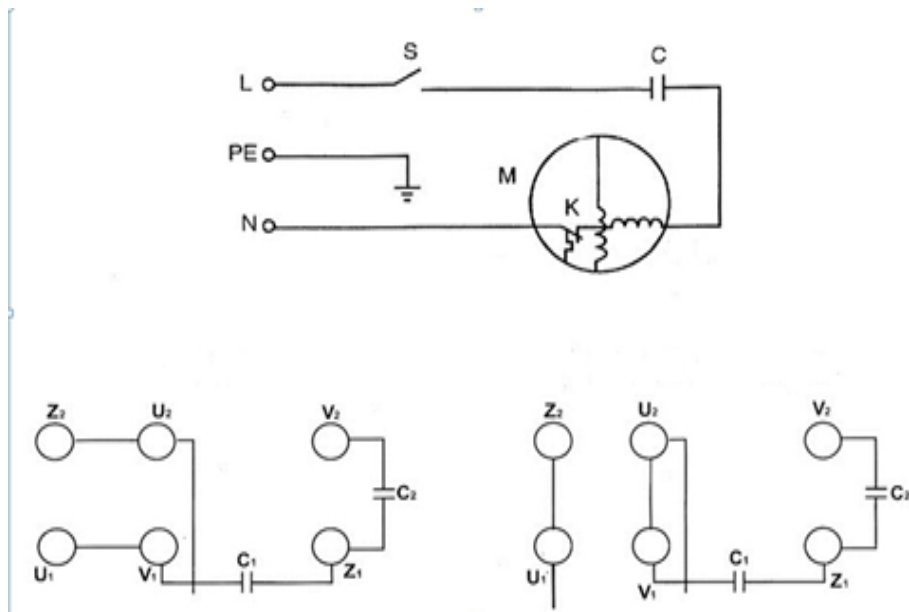 S C
L
PE
M
N K
Z₂ U₂ V₂ Z₂ U₂ V₂
C₂ C₂
U₁ V₁ C₁ Z₁ U₁ V₁ C₁ Z₁